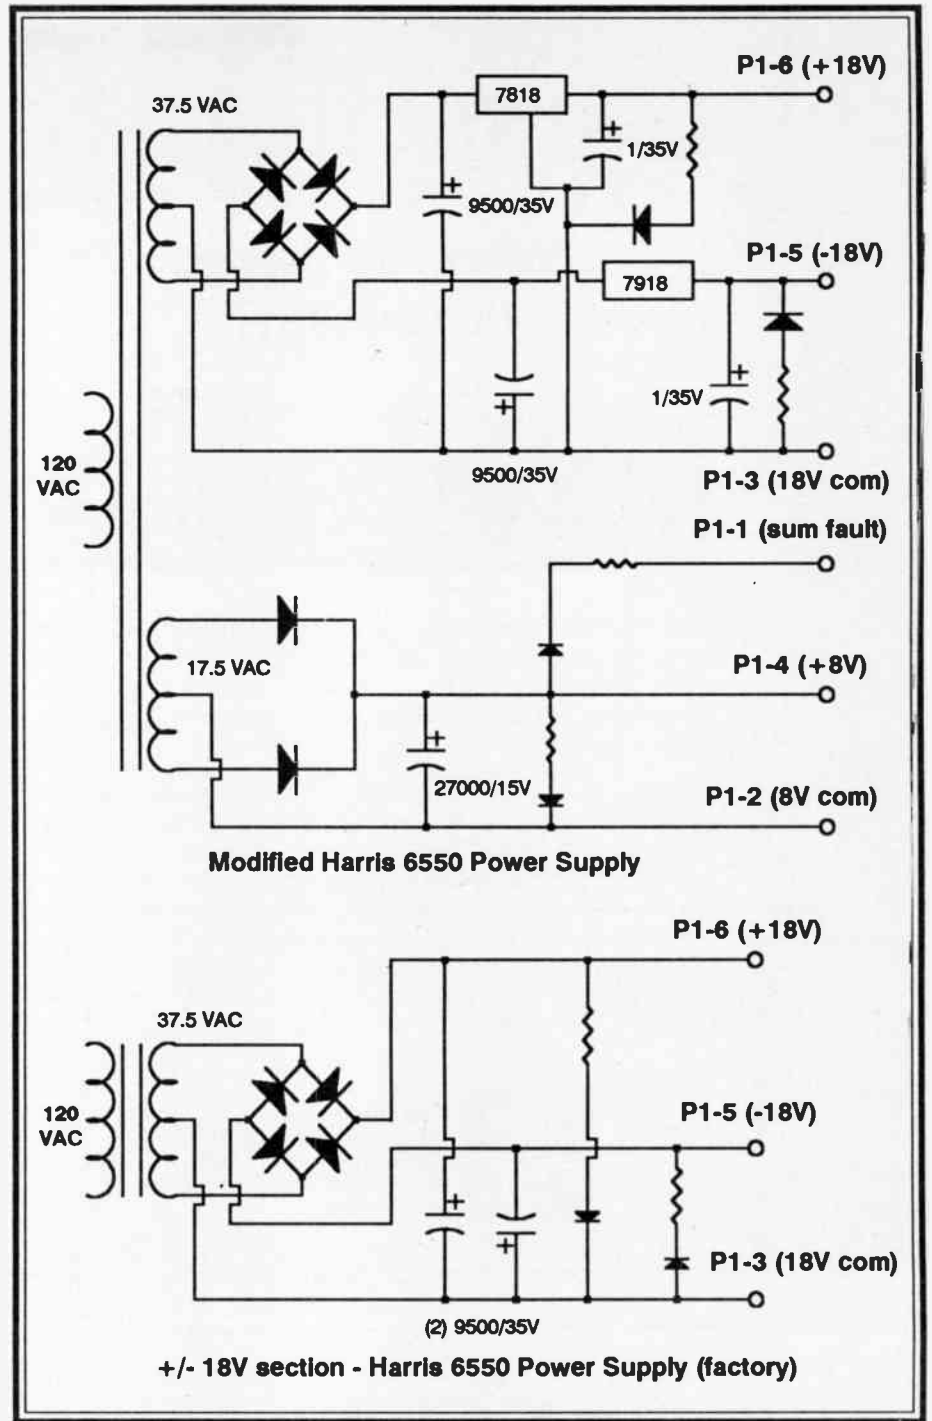 P1-6 (+18V)
37.5 VAC
7818
+
1/35V
+
9500/35V
P1-5 (-18V)
7918
+
1/35V
+
120
VAC
9500/35V
P1-3 (18V com)
P1-1 (sum fault)
17.5 VAC
P1-4 (+8V)
+
27000/15V
P1-2 (8V com)
Modified Harris 6550 Power Supply
P1-6 (+18V)
37.5 VAC
120
VAC
P1-5 (-18V)
+
+
P1-3 (18V com)
(2) 9500/35V
+/- 18V section - Harris 6550 Power Supply (factory)